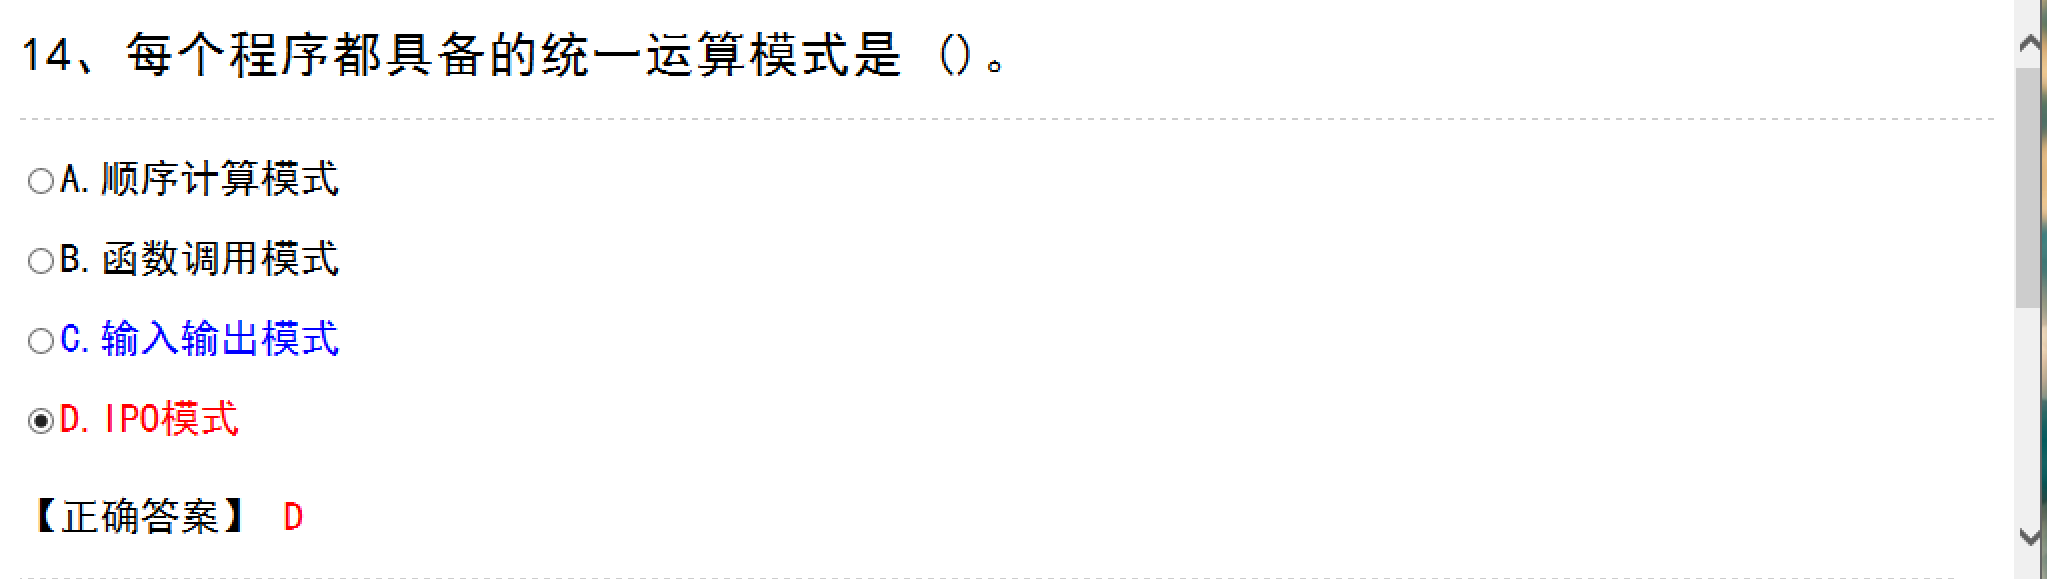 14、每个程序都具备的统一运算模式是 ()。
A. 顺序计算模式
B. 函数调用模式
C. 输入输出模式
D. IPO模式
【正确答案】 D